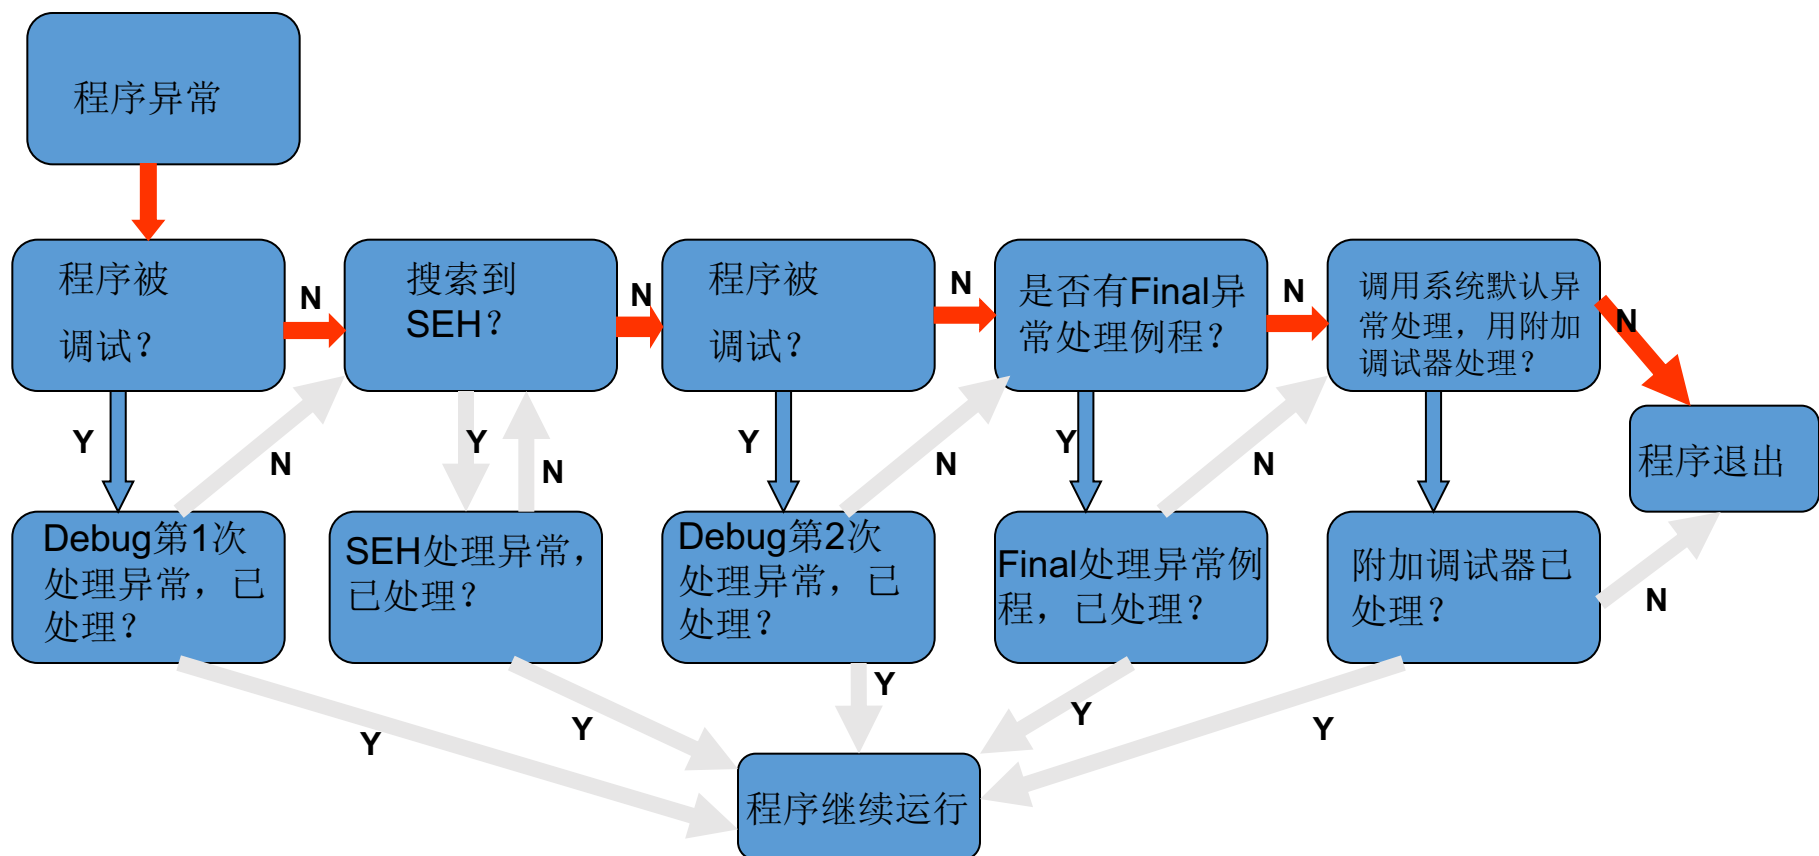 程序异常
程序被
调试？
N
搜索到
SEH？
N
程序被
调试？
N
是否有Final异
常处理例程？
N
调用系统默认异
常处理，用附加
调试器处理？
N
Y
N
Y
N
Y
N
Y
N
程序退出
Debug第1次
处理异常，已
处理？
SEH处理异常，
已处理？
Debug第2次
处理异常，已
处理？
Final处理异常例
程，已处理？
附加调试器已
处理？
N
Y
Y
Y
Y
Y
程序继续运行